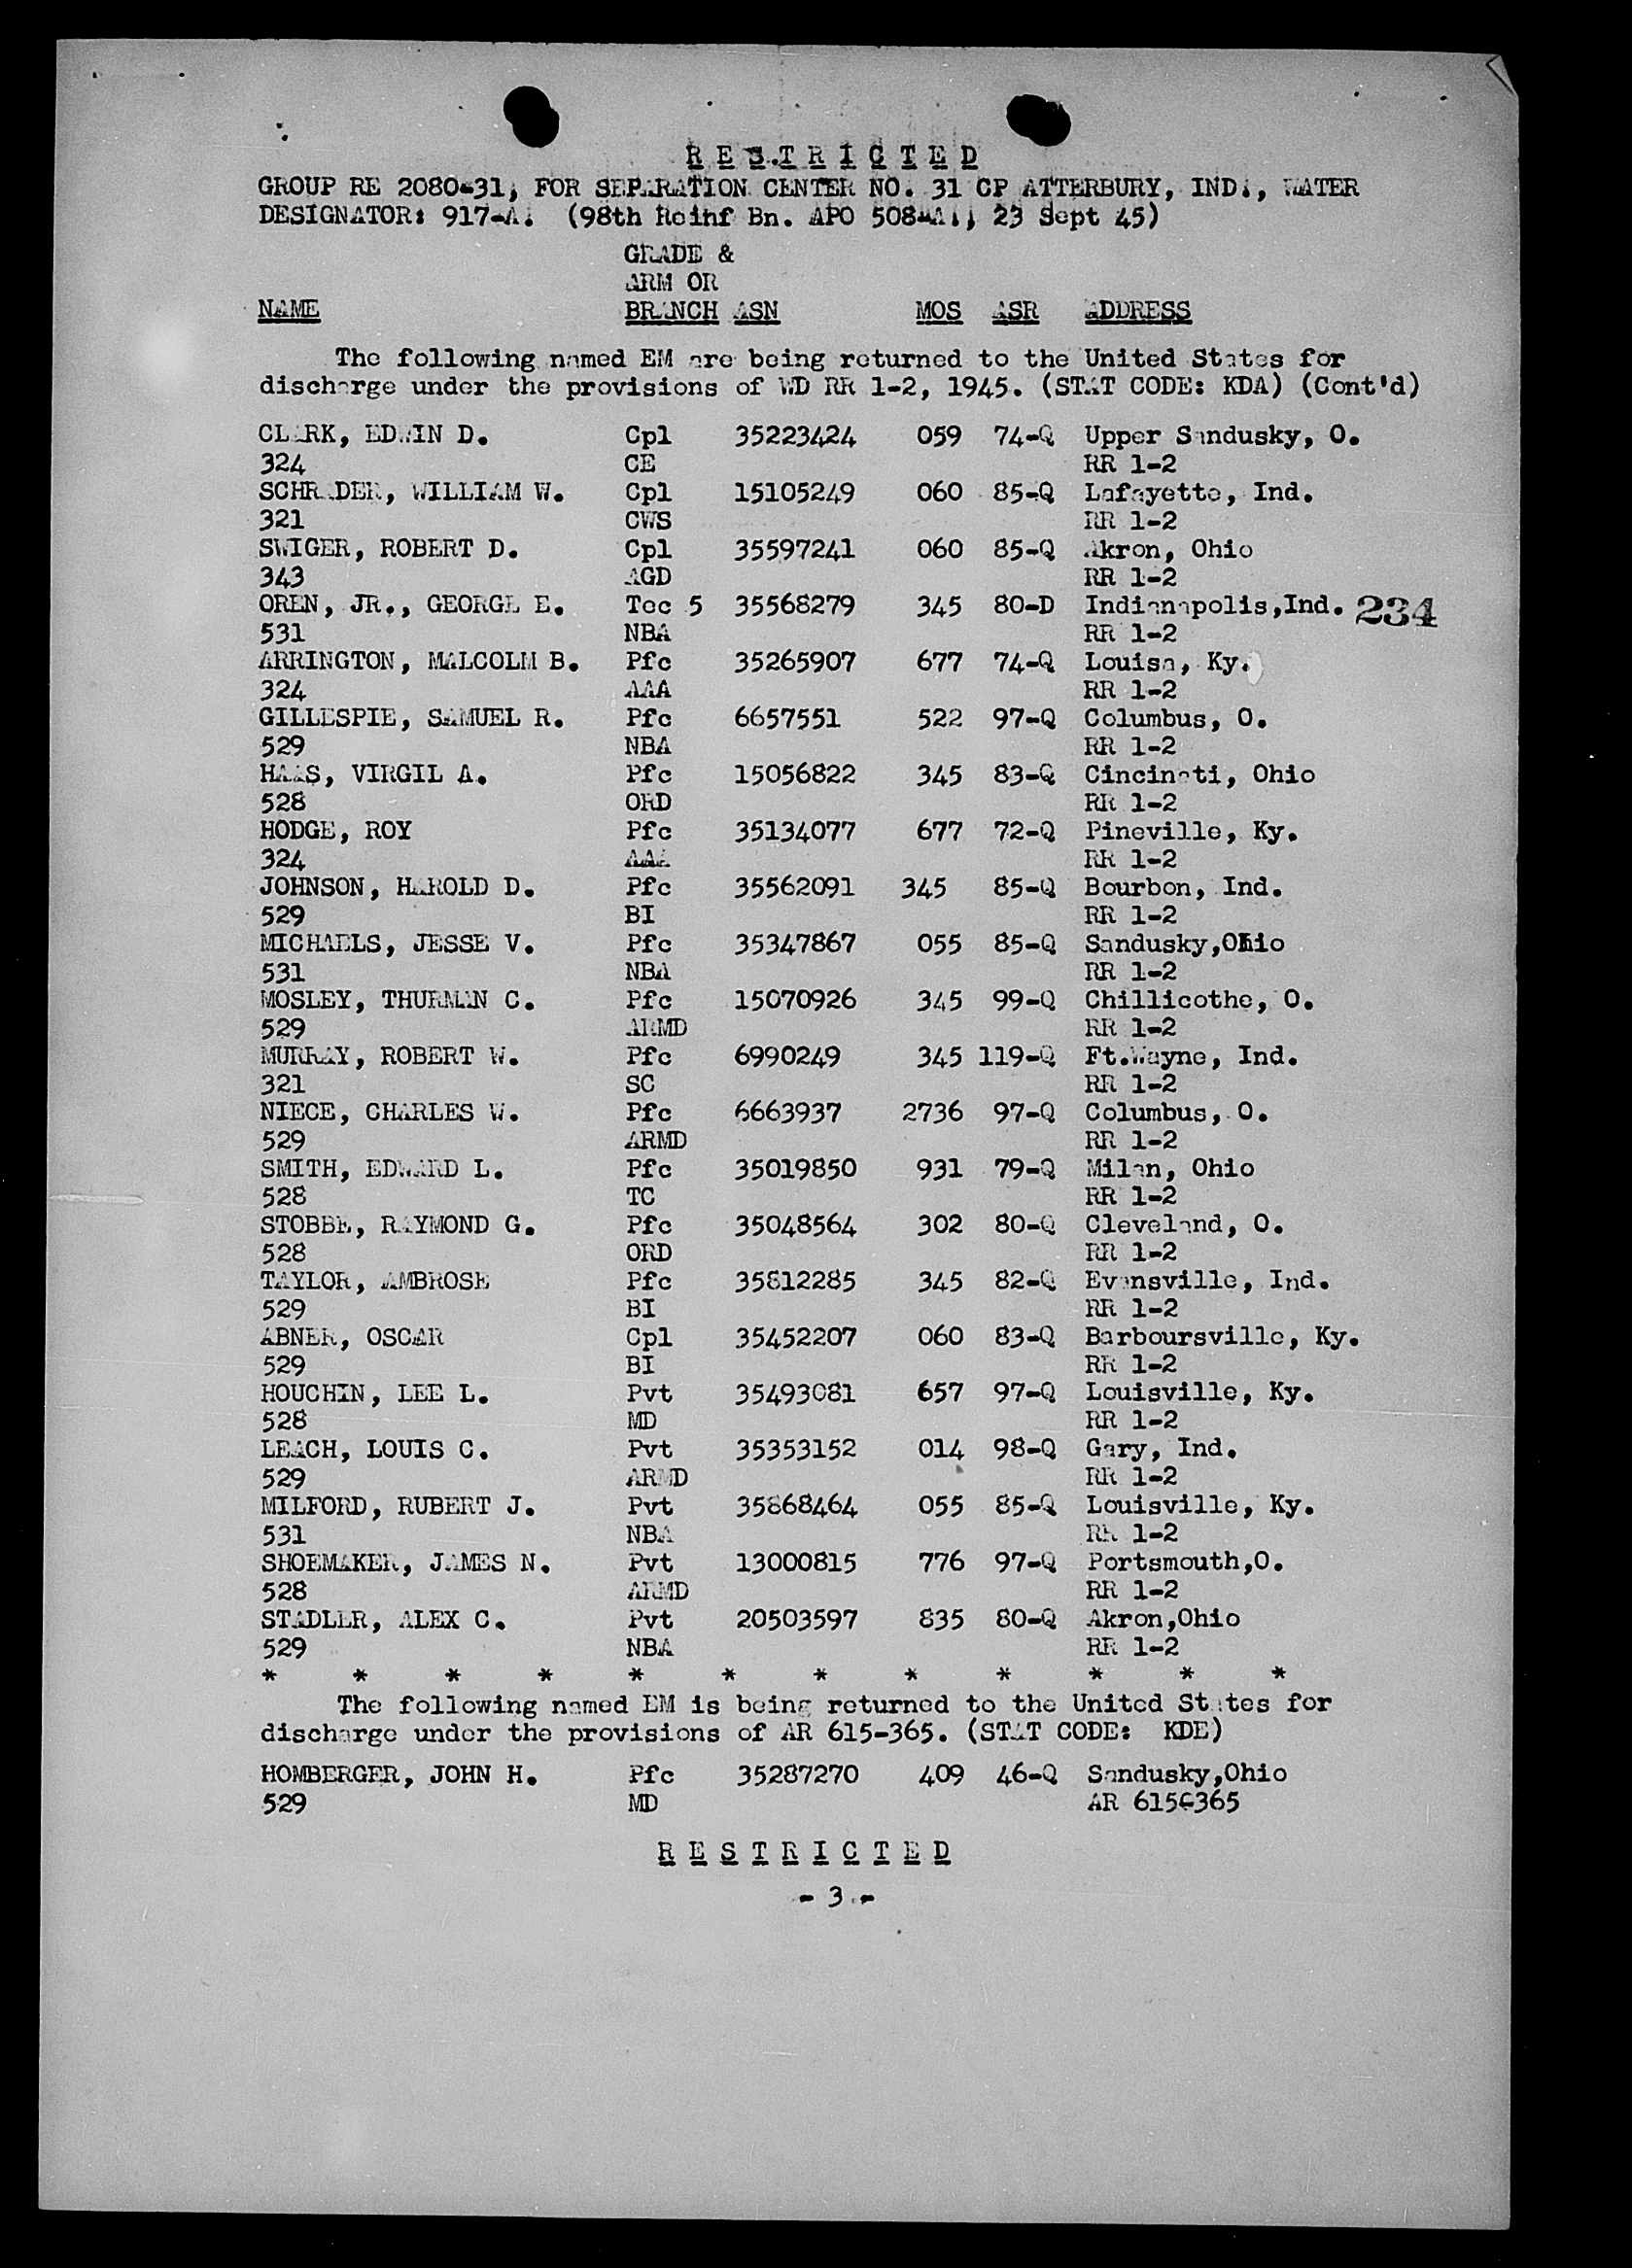 R E S T R I C T E D
GROUP RE 2080-31, FOR SEPARATION CENTER NO. 31 CP ATTERBURY, IND., WATER
DESIGNATOR: 917-A. (98th Reinf Bn. APO 508-A., 23 Sept 45)
GRADE &
ARM OR
NAME BRANCH ASN MOS ASR ADDRESS
The following named EM are being returned to the United States for
discharge under the provisions of WD RR 1-2, 1945. (STAT CODE: KDA) (Cont'd)
CLARK, EDWIN D. Cpl 35223424 059 74-Q Upper Sandusky, O.
324 CE RR 1-2
SCHRADER, WILLIAM W. Cpl 15105249 060 85-Q Lafayette, Ind.
321 CWS RR 1-2
SWIGER, ROBERT D. Cpl 35597241 060 85-Q Akron, Ohio
343 AGD RR 1-2
OREN, JR., GEORGE E. Tec 5 35568279 345 80-D Indianapolis,Ind. 234
531 NBA RR 1-2
ARRINGTON, MALCOLM B. Pfc 35265907 677 74-Q Louisa, Ky.
324 AAA RR 1-2
GILLESPIE, SAMUEL R. Pfc 6657551 522 97-Q Columbus, O.
529 NBA RR 1-2
HAAS, VIRGIL A. Pfc 15056822 345 83-Q Cincinati, Ohio
528 ORD RR 1-2
HODGE, ROY Pfc 35134077 677 72-Q Pineville, Ky.
324 AAA RR 1-2
JOHNSON, HAROLD D. Pfc 35562091 345 85-Q Bourbon, Ind.
529 BI RR 1-2
MICHAELS, JESSE V. Pfc 35347867 055 85-Q Sandusky,Ohio
531 NBA RR 1-2
MOSLEY, THURMAN C. Pfc 15070926 345 99-Q Chillicothe, O.
529 ARMD RR 1-2
MURRAY, ROBERT W. Pfc 6990249 345 119-Q Ft.Wayne, Ind.
321 SC RR 1-2
NIECE, CHARLES W. Pfc 6663937 2736 97-Q Columbus, O.
529 ARMD RR 1-2
SMITH, EDWARD L. Pfc 35019850 931 79-Q Milan, Ohio
528 TC RR 1-2
STOBBE, RAYMOND G. Pfc 35048564 302 80-Q Cleveland, O.
528 ORD RR 1-2
TAYLOR, AMBROSE Pfc 35812285 345 82-Q Evansville, Ind.
529 BI RR 1-2
ABNER, OSCAR Cpl 35452207 060 83-Q Barboursville, Ky.
529 BI RR 1-2
HOUCHIN, LEE L. Pvt 35493081 657 97-Q Louisville, Ky.
528 MD RR 1-2
LEACH, LOUIS C. Pvt 35353152 014 98-Q Gary, Ind.
529 ARMD RR 1-2
MILFORD, RUBERT J. Pvt 35868464 055 85-Q Louisville, Ky.
531 NBA RR 1-2
SHOEMAKER, JAMES N. Pvt 13000815 776 97-Q Portsmouth,O.
528 ARMD RR 1-2
STADLER, ALEX C. Pvt 20503597 835 80-Q Akron,Ohio
529 NBA RR 1-2
* * * * * * * * * * * *
The following named EM is being returned to the United States for
discharge under the provisions of AR 615-365. (STAT CODE: KDE)
HOMBERGER, JOHN H. Pfc 35287270 409 46-Q Sandusky,Ohio
529 MD AR 615-365
R E S T R I C T E D
- 3 -